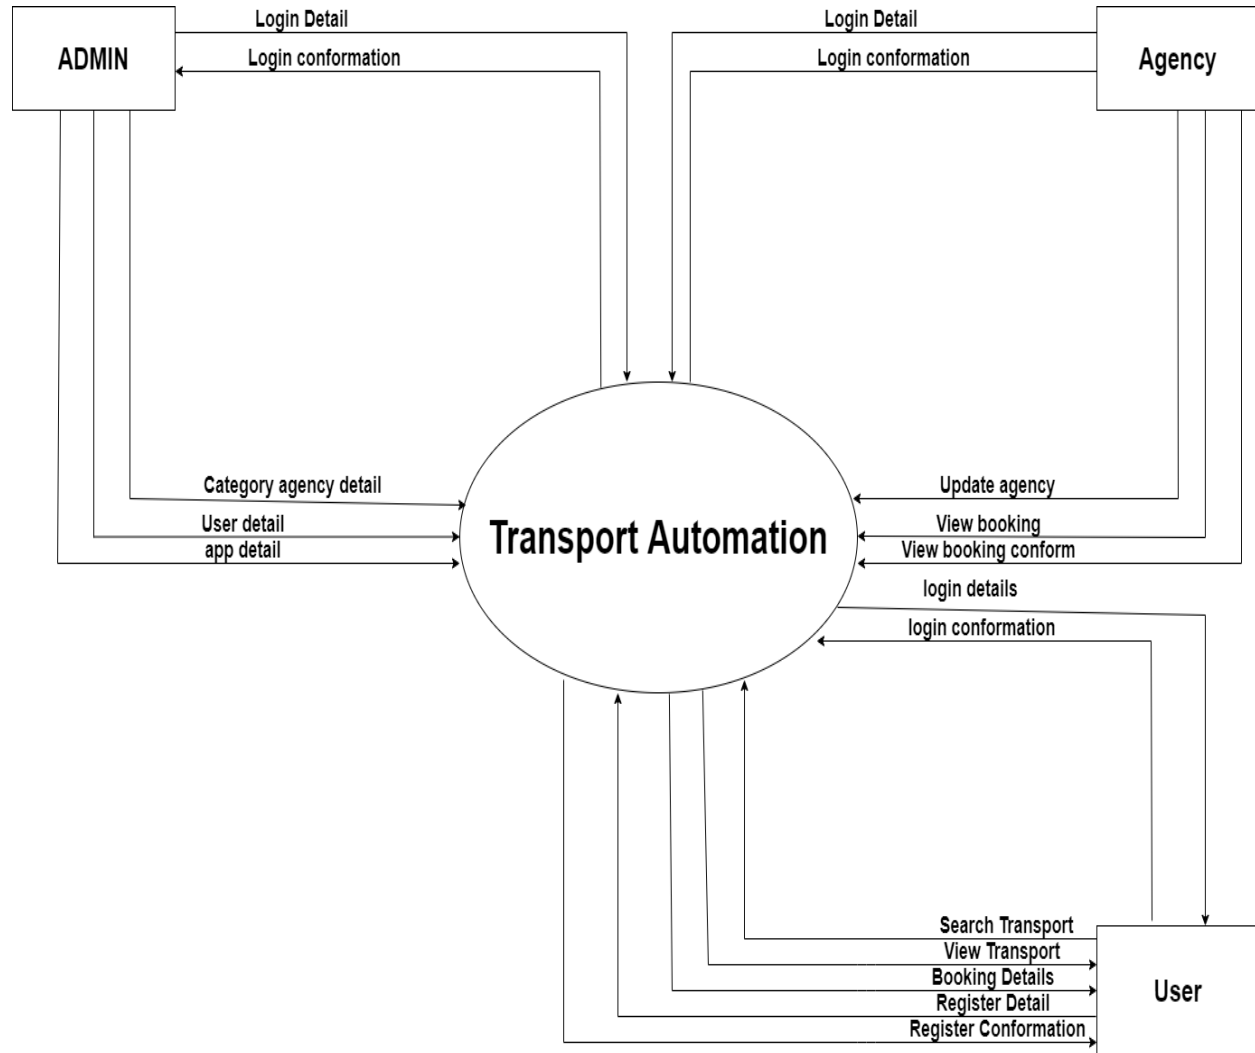 Login Detail
Login Detail
ADMIN
Login conformation
Login conformation
Agency
Category agency detail
Update agency
User detail
View booking
app detail
View booking conform
Transport Automation
login details
login conformation
Search Transport
View Transport
Booking Details
Register Detail
Register Conformation
User